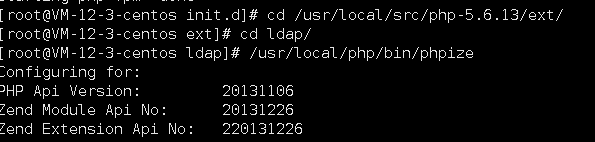 [root@VM-12-3-centos init.d]# cd /usr/local/src/php-5.6.13/ext/
[root@VM-12-3-centos ext]# cd ldap/
[root@VM-12-3-centos ldap]# /usr/local/php/bin/phpize
Configuring for:
PHP Api Version:         20131106
Zend Module Api No:      20131226
Zend Extension Api No:   220131226